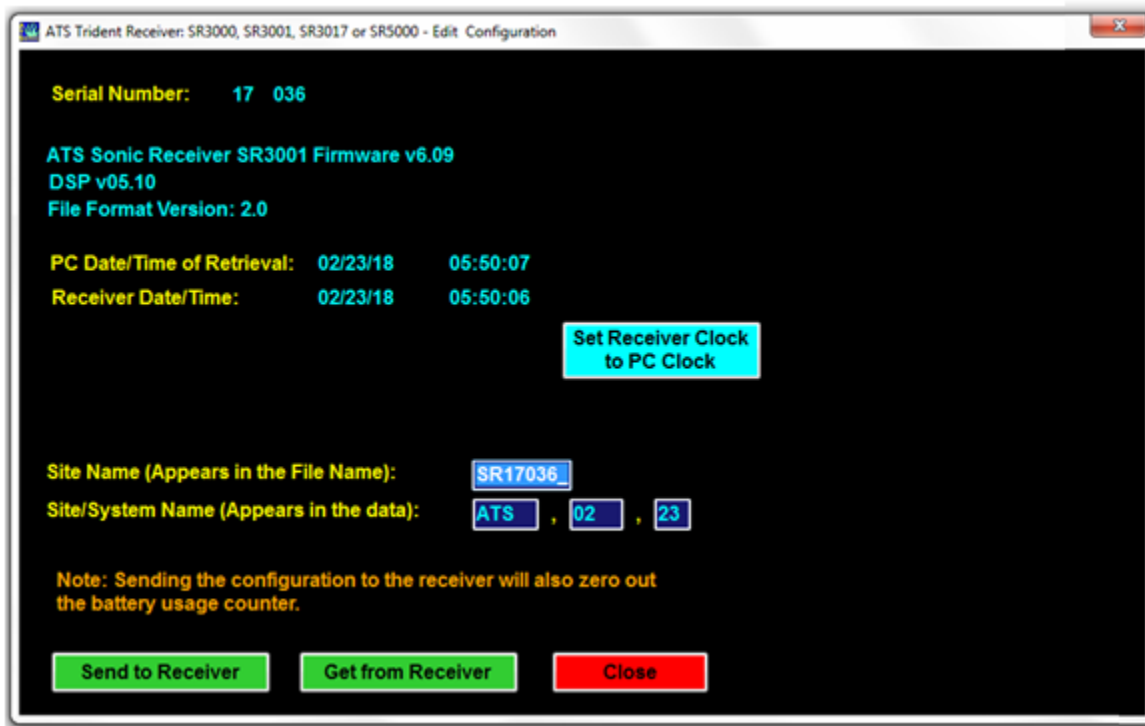 ATS Trident Receiver: SR3000, SR3001, SR3017 or SR5000 - Edit Configuration
Serial Number: 17 036
ATS Sonic Receiver SR3001 Firmware v6.09
DSP v05.10
File Format Version: 2.0
PC Date/Time of Retrieval: 02/23/18 05:50:07
Receiver Date/Time: 02/23/18 05:50:06
Set Receiver Clock
to PC Clock
Site Name (Appears in the File Name): SR17036_
Site/System Name (Appears in the data): ATS , 02 , 23
Note: Sending the configuration to the receiver will also zero out
the battery usage counter.
Send to Receiver Get from Receiver Close